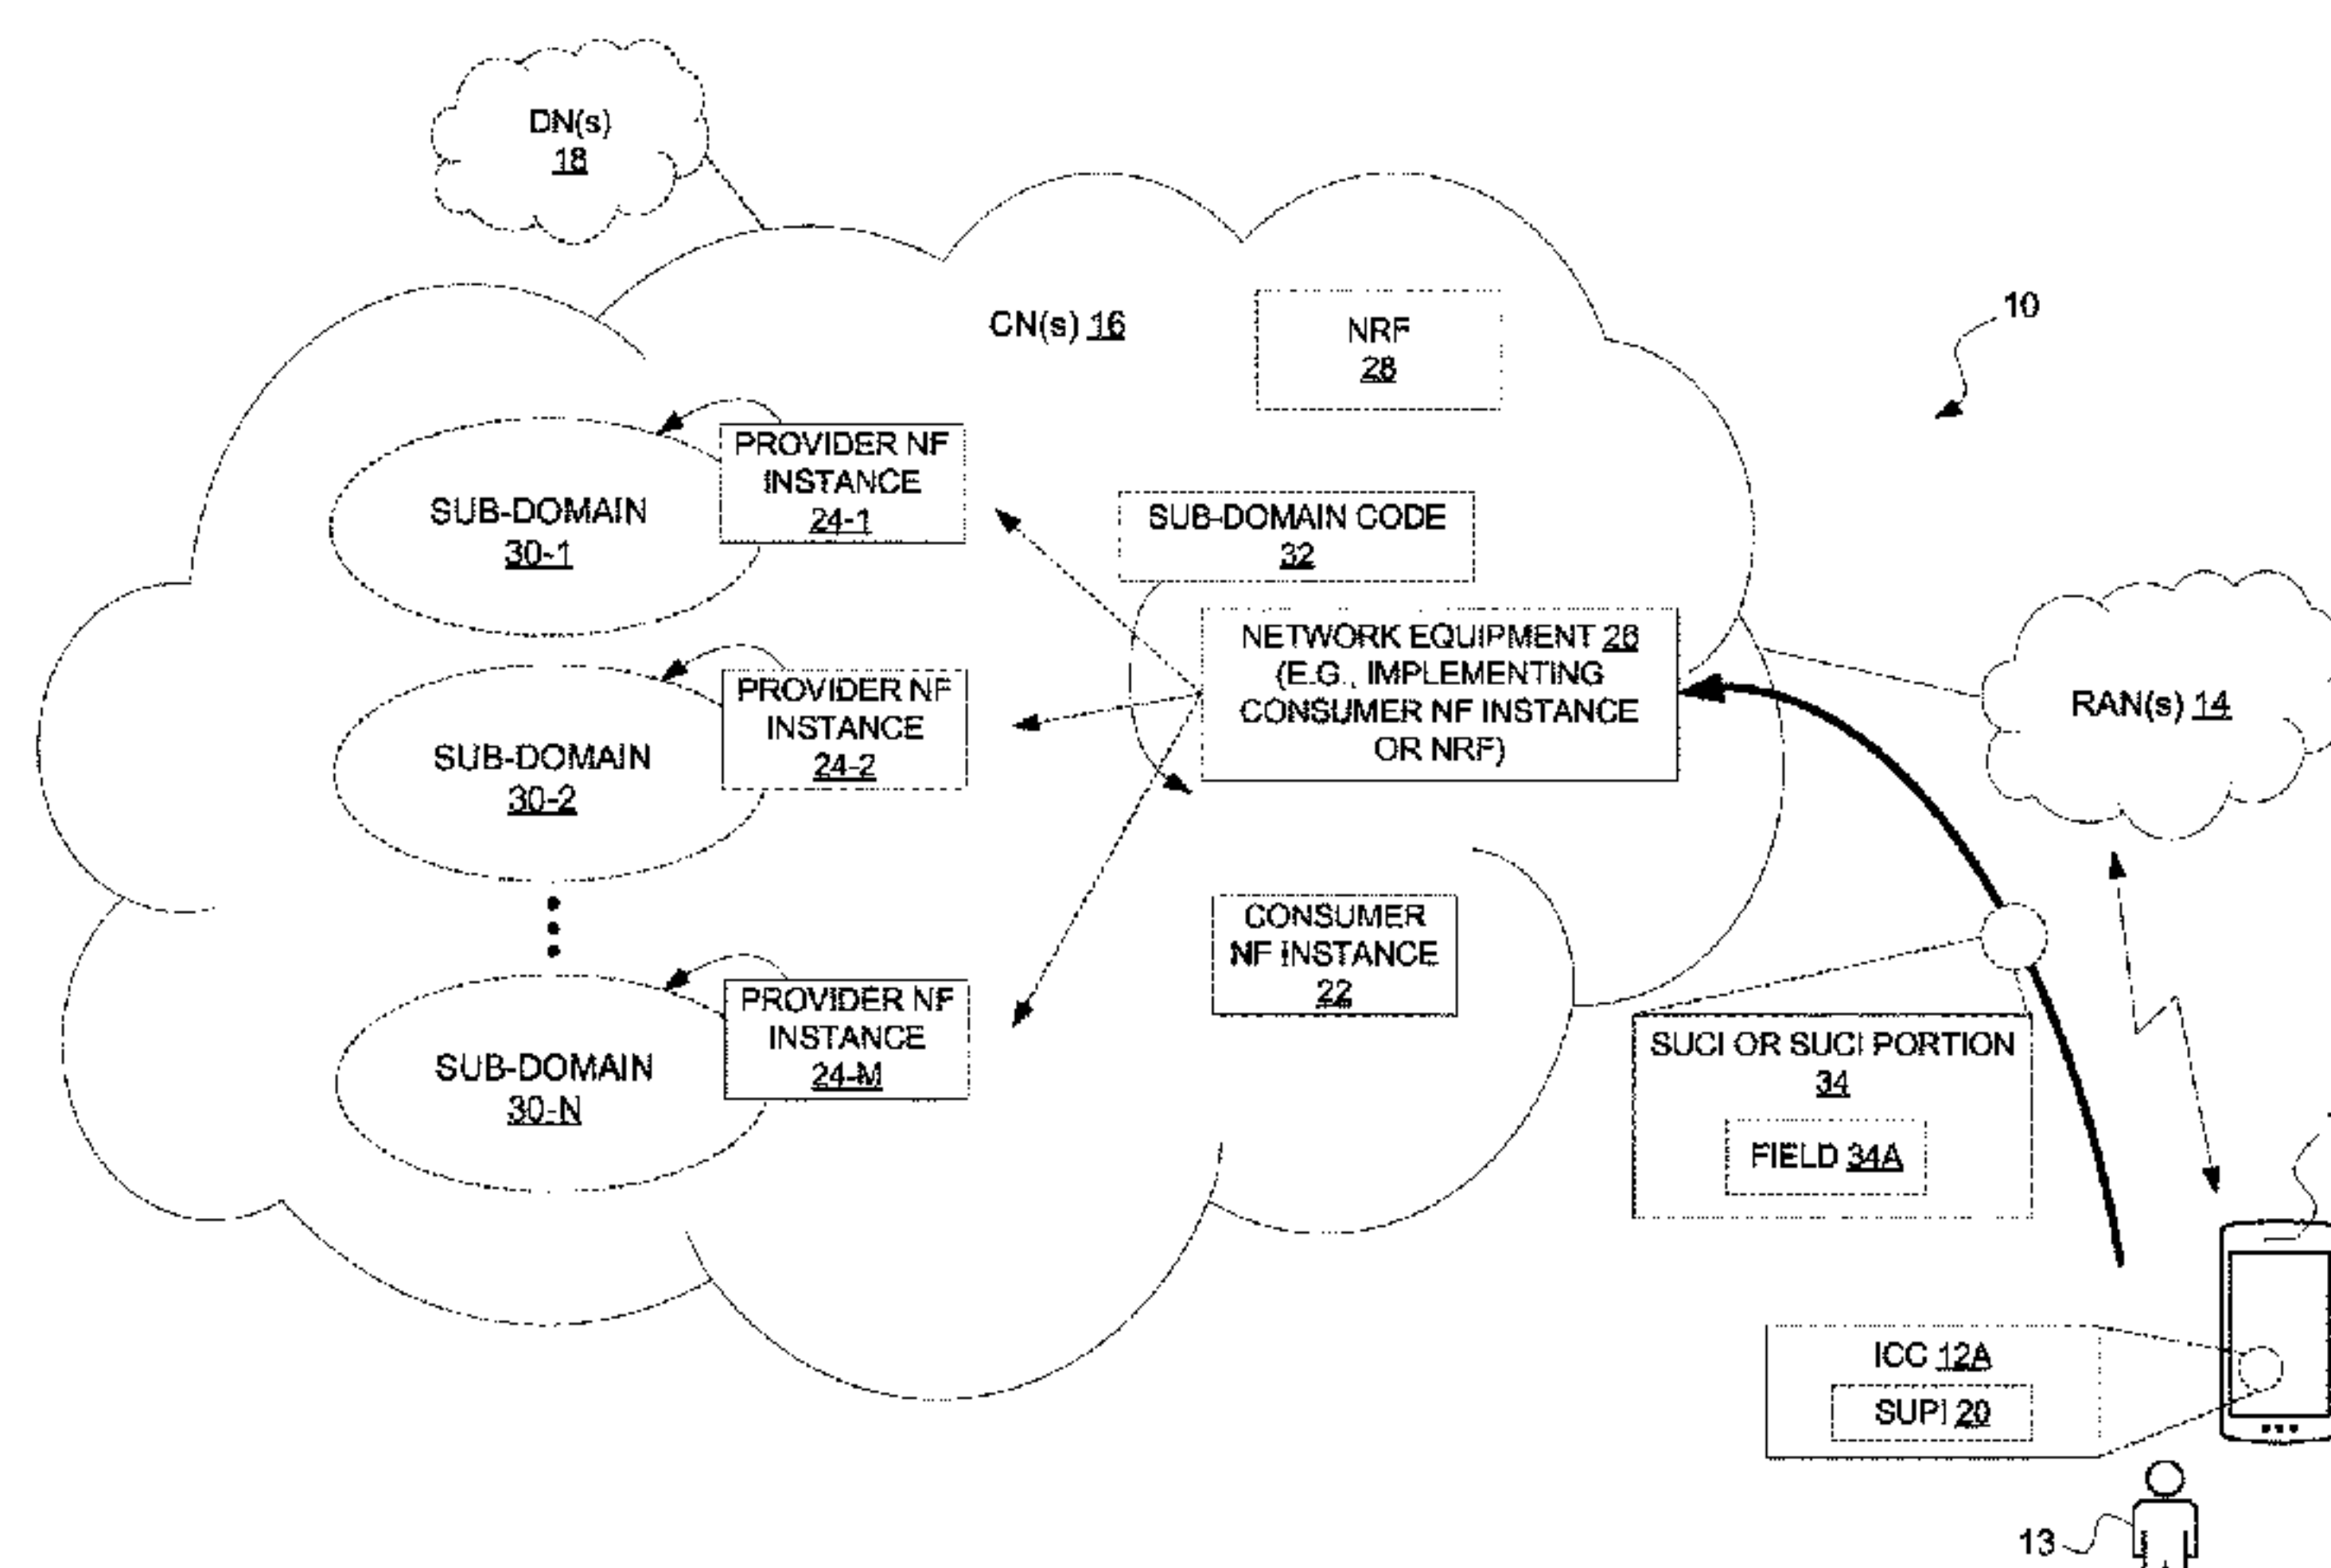 DN(s)
18
CN(s) 16
NRF
28
10
PROVIDER NF
INSTANCE
24-1
SUB-DOMAIN
30-1
SUB-DOMAIN CODE
32
NETWORK EQUIPMENT 26
(E.G., IMPLEMENTING
CONSUMER NF INSTANCE
OR NRF)
RAN(s) 14
PROVIDER NF
INSTANCE
24-2
SUB-DOMAIN
30-2
CONSUMER
NF INSTANCE
22
PROVIDER NF
INSTANCE
24-M
SUB-DOMAIN
30-N
SUCI OR SUCI PORTION
34
FIELD 34A
ICC 12A
SUPI 20
13